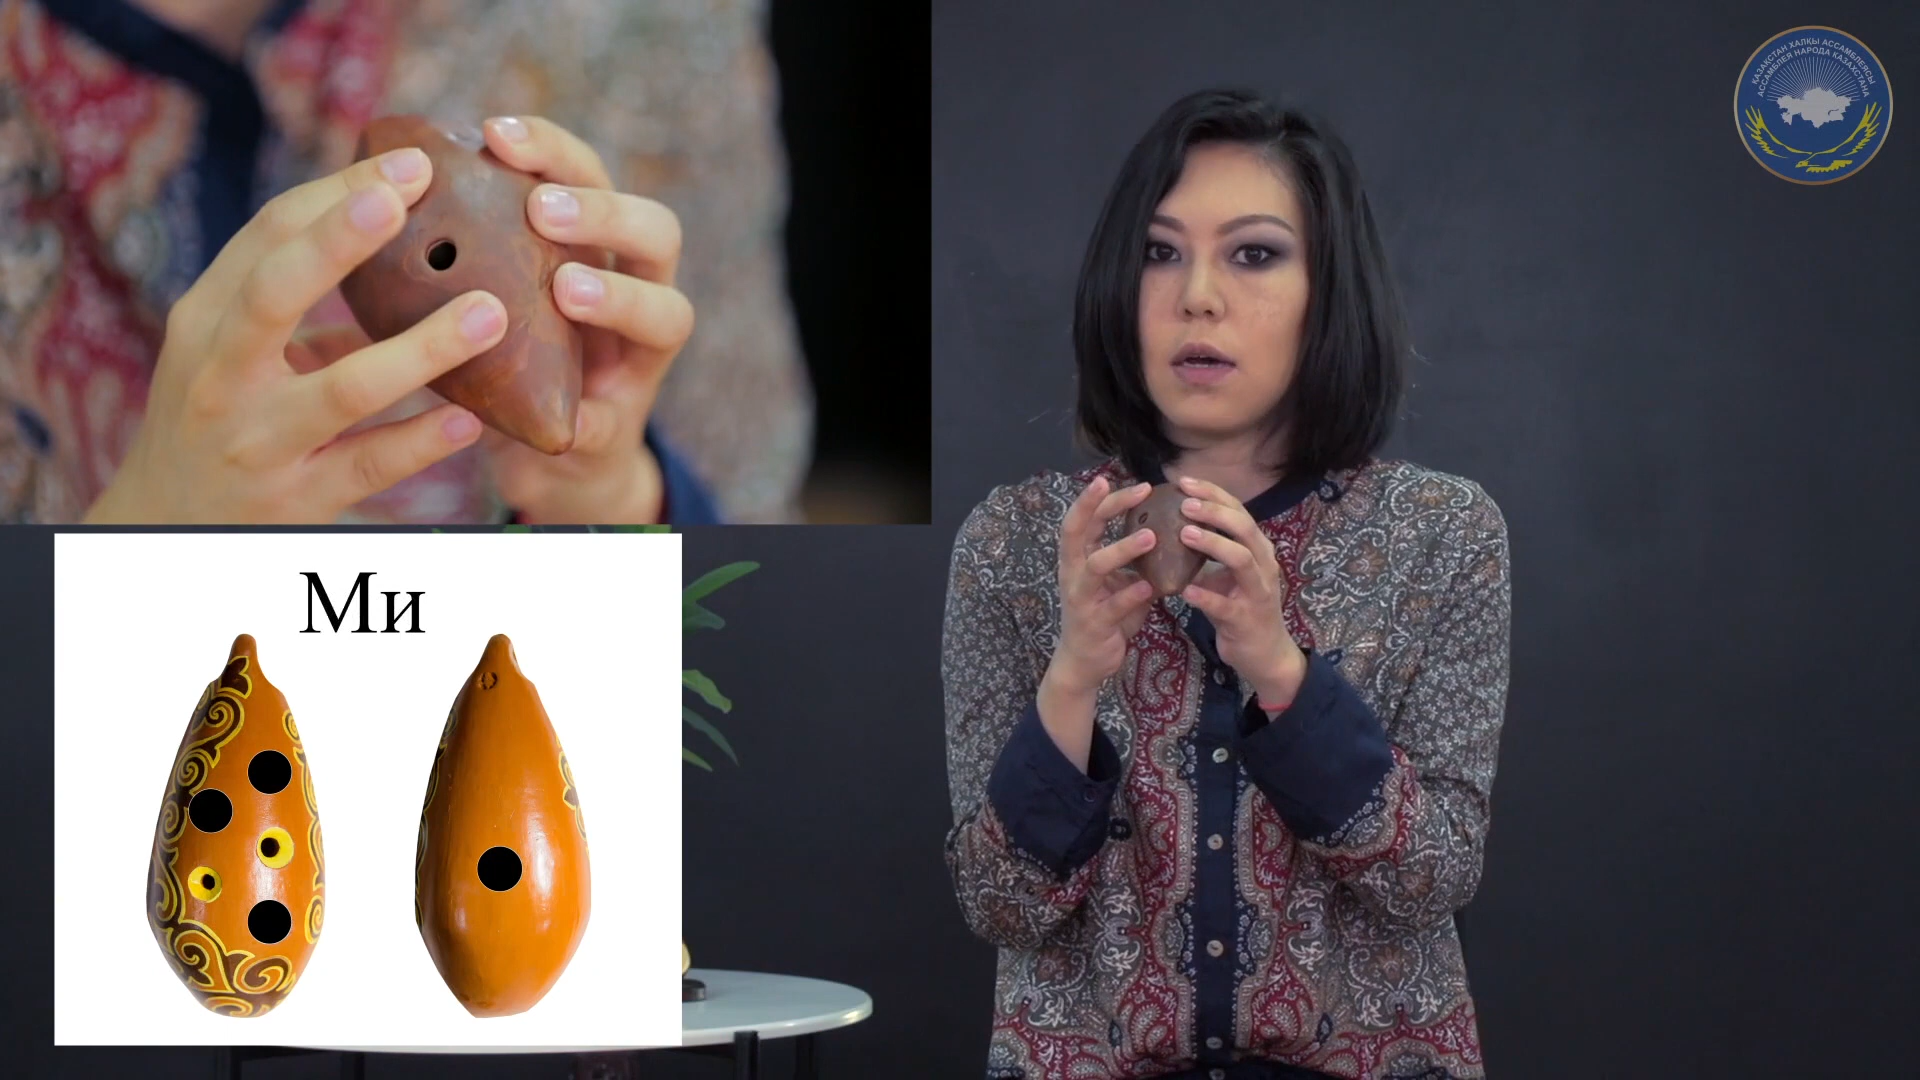 ҚАЗАҚСТАН ХАЛҚЫ АССАМБЛЕЯСЫ
АССАМБЛЕЯ НАРОДА КАЗАХСТАНА
Ми